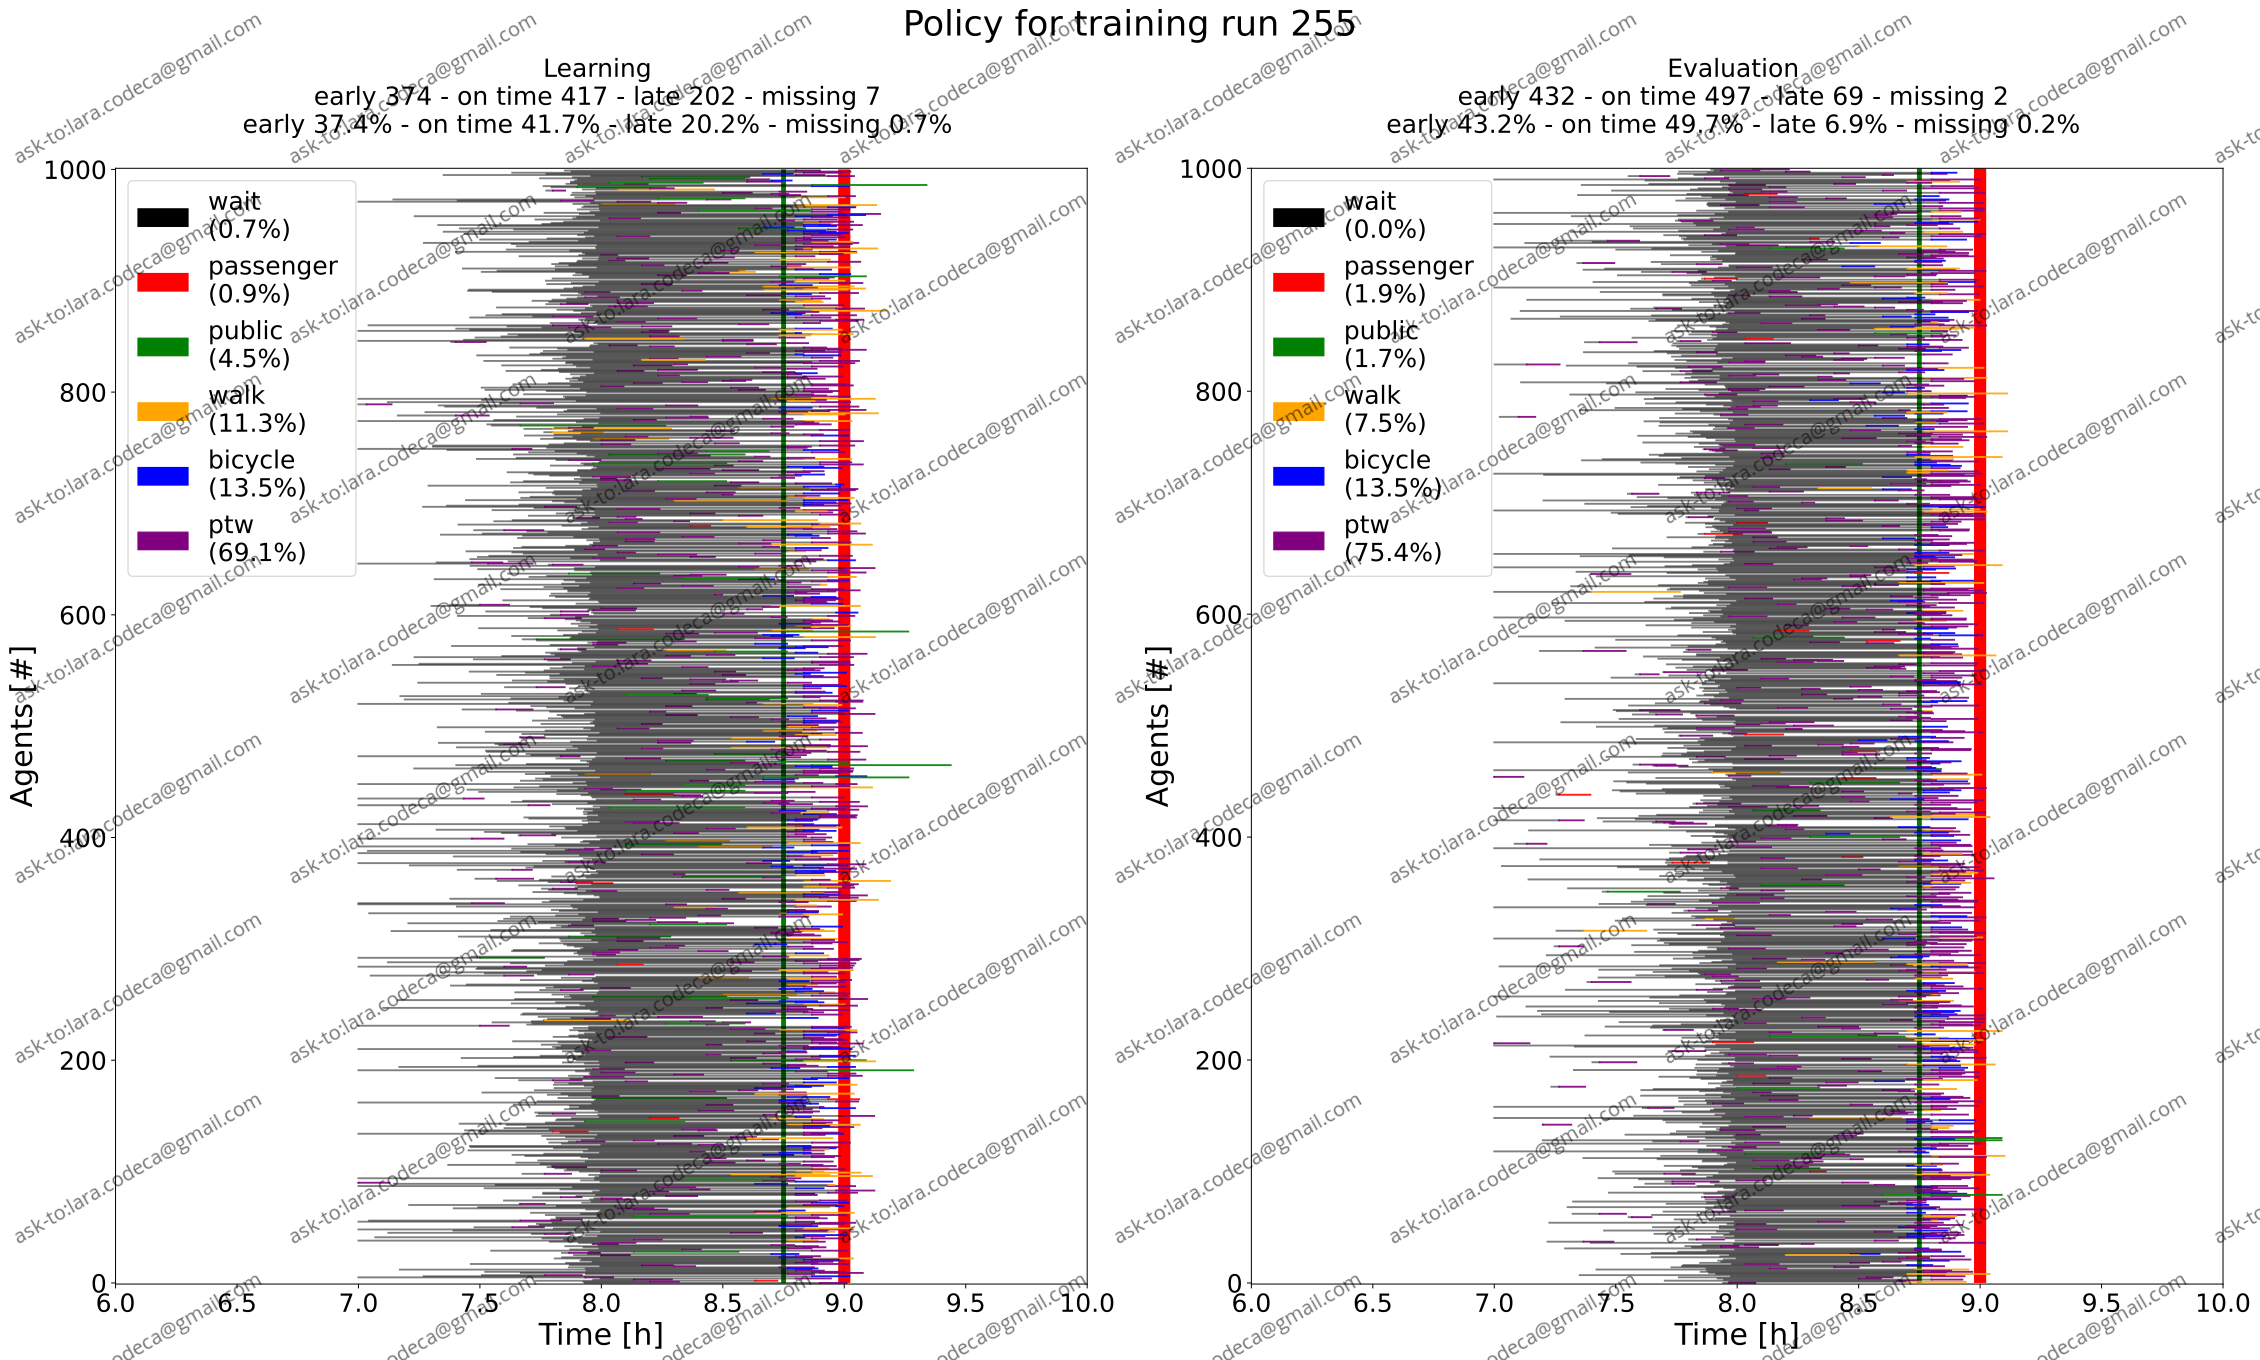 Policy for training run 255
Learning
early 374 - on time 417 - late 202 - missing 7
early 37.4% - on time 41.7% - late 20.2% - missing 0.7%
Evaluation
early 432 - on time 497 - late 69 - missing 2
early 43.2% - on time 49.7% - late 6.9% - missing 0.2%
1000
800
600
400
200
0
Agents [#]
wait
(0.7%)
passenger
(0.9%)
public
(4.5%)
walk
(11.3%)
bicycle
(13.5%)
ptw
(69.1%)
6.0 6.5 7.0 7.5 8.0 8.5 9.0 9.5 10.0
Time [h]
1000
800
600
400
200
0
Agents [#]
wait
(0.0%)
passenger
(1.9%)
public
(1.7%)
walk
(7.5%)
bicycle
(13.5%)
ptw
(75.4%)
6.0 6.5 7.0 7.5 8.0 8.5 9.0 9.5 10.0
Time [h]
ask-to:lara.codeca@gmail.com